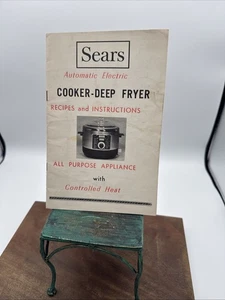 Sears
Automatic Electric
COOKER-DEEP FRYER
RECIPES and INSTRUCTIONS
ALL PURPOSE APPLIANCE
with
Controlled Heat